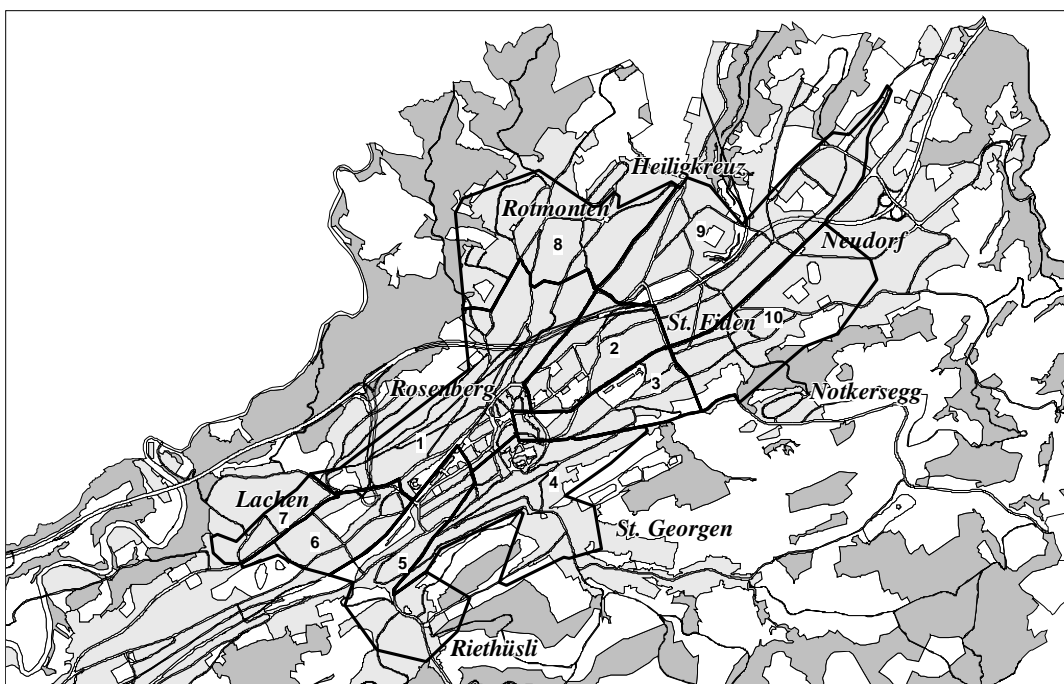 Heiligkreuz
Rotmonten
9
8
Neudorf
St. Fiden
10
2
Rosenberg
3
Notkersegg
1
4
Lachen
7
St. Georgen
6
5
Riethüsli